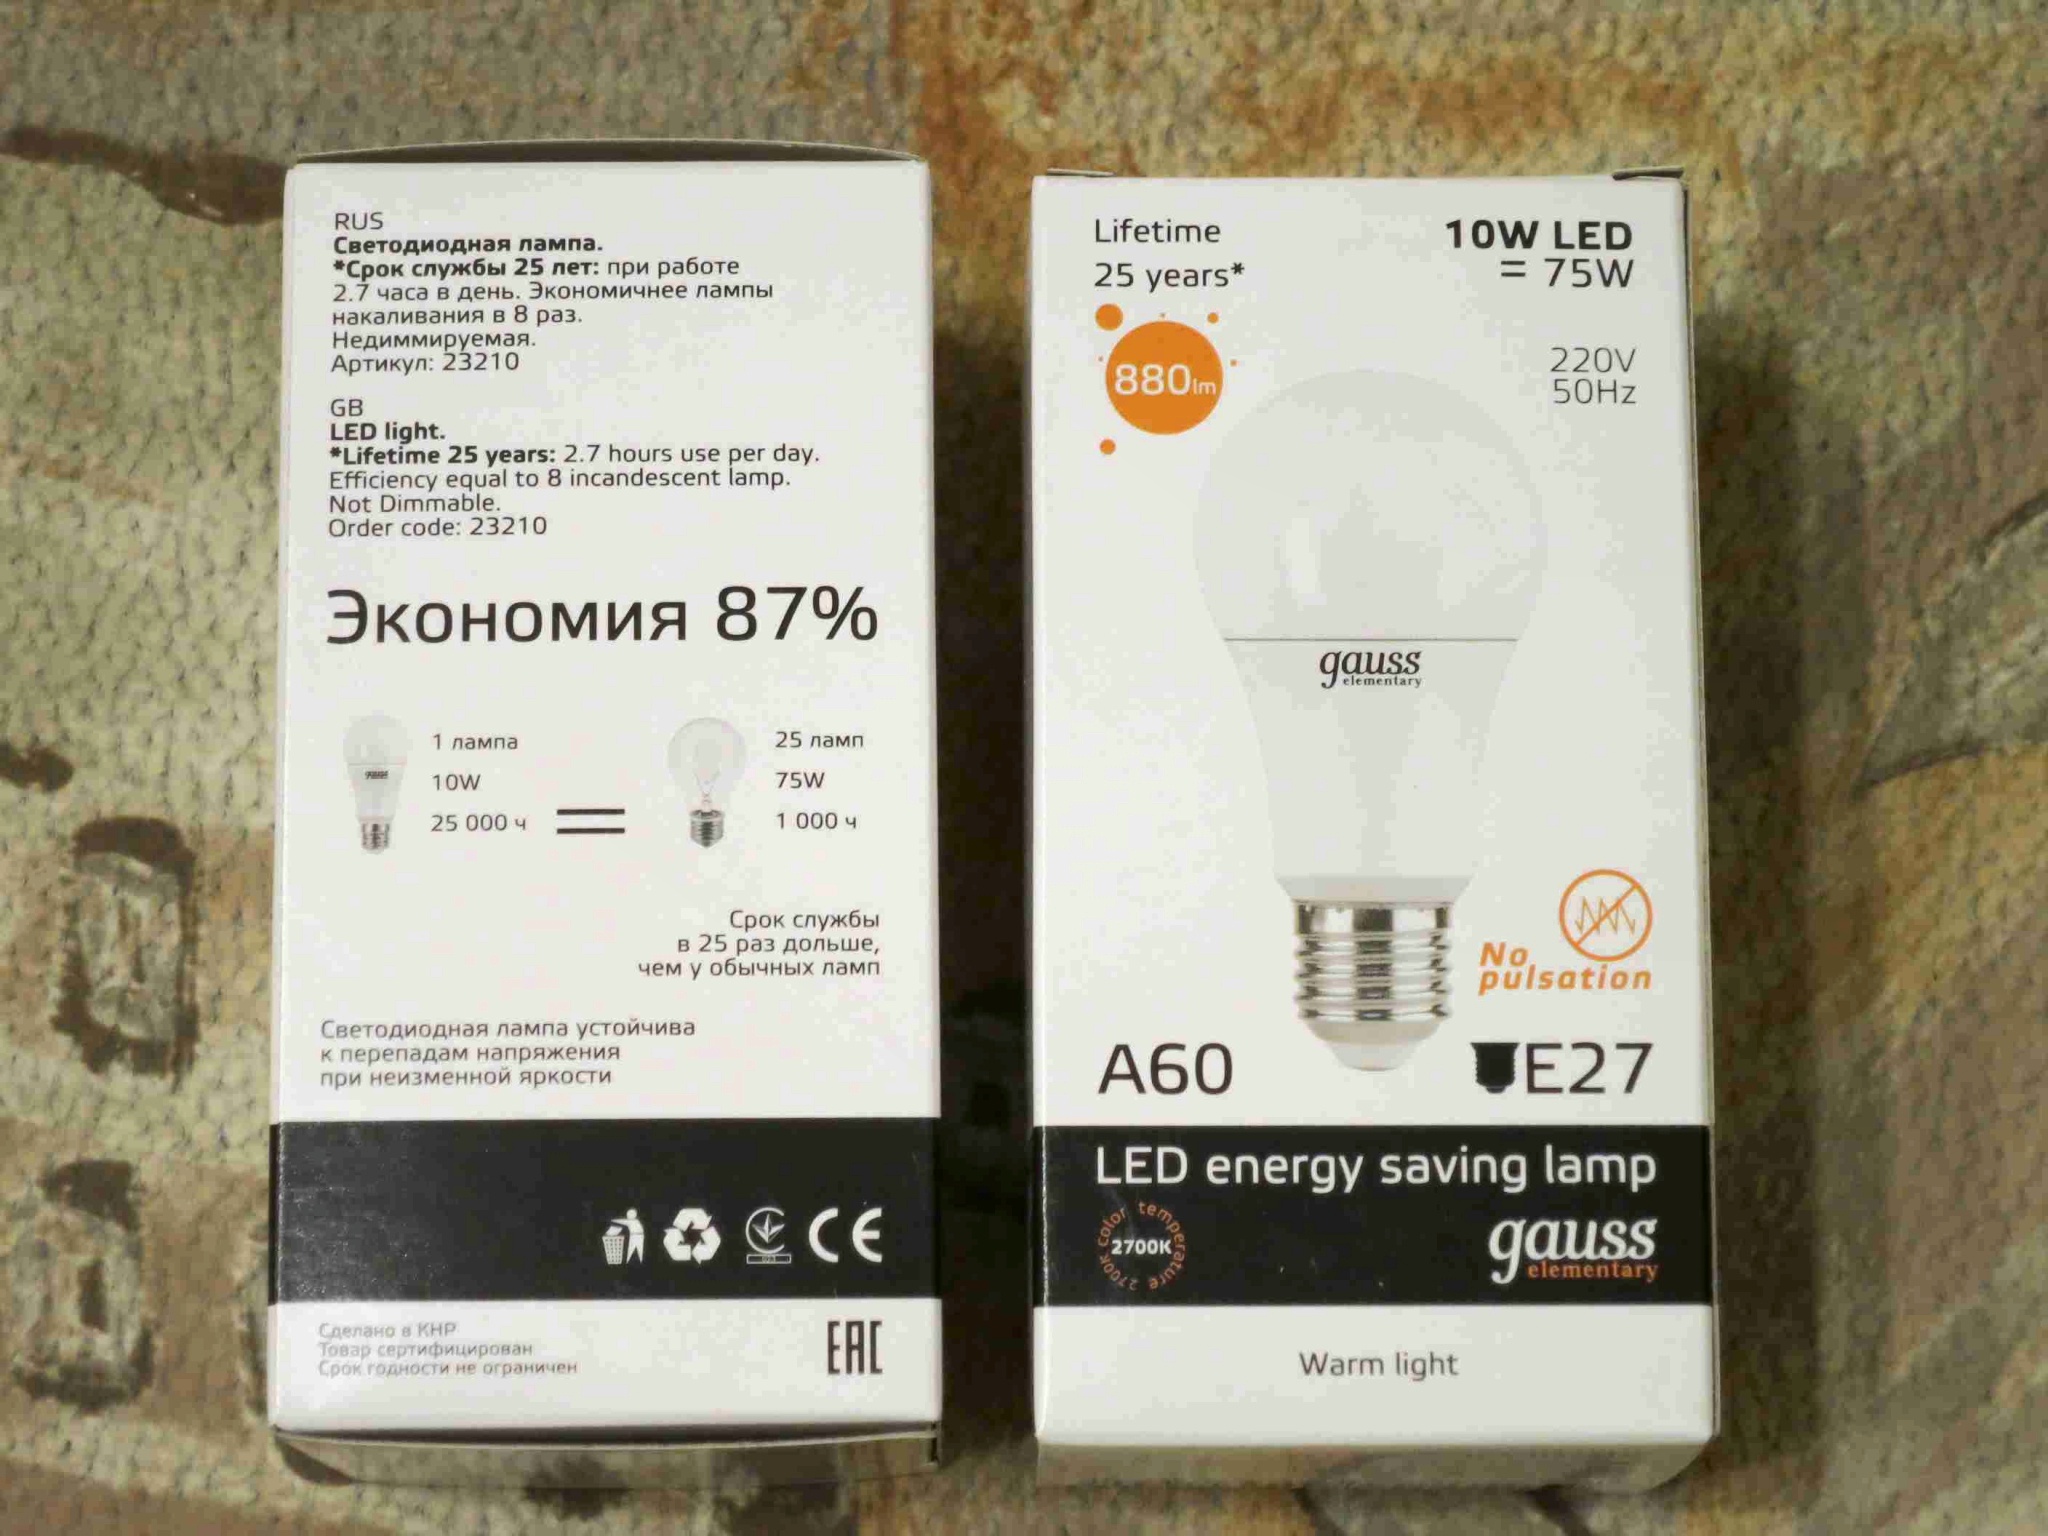 RUS
Светодиодная лампа.
*Срок службы 25 лет: при работе
2.7 часа в день. Экономичнее лампы
накаливания в 8 раз.
Недиммируемая.
Артикул: 23210
GB
LED light.
*Lifetime 25 years: 2.7 hours use per day.
Efficiency equal to 8 incandescent lamp.
Not Dimmable.
Order code: 23210
Экономия 87%
gauss
1 лампа
10W
25 000 ч
=
25 ламп
75W
1 000 ч
Срок службы
в 25 раз дольше,
чем у обычных ламп
Светодиодная лампа устойчива
к перепадам напряжения
при неизменной яркости
CE
Сделано в КНР
Товар сертифицирован
Срок годности не ограничен
EAC
Lifetime
25 years*
10W LED
= 75W
880lm
220V
50Hz
gauss
elementary
No
pulsation
A60
E27
LED energy saving lamp
color temperature 2700K
2700K
gauss
elementary
Warm light